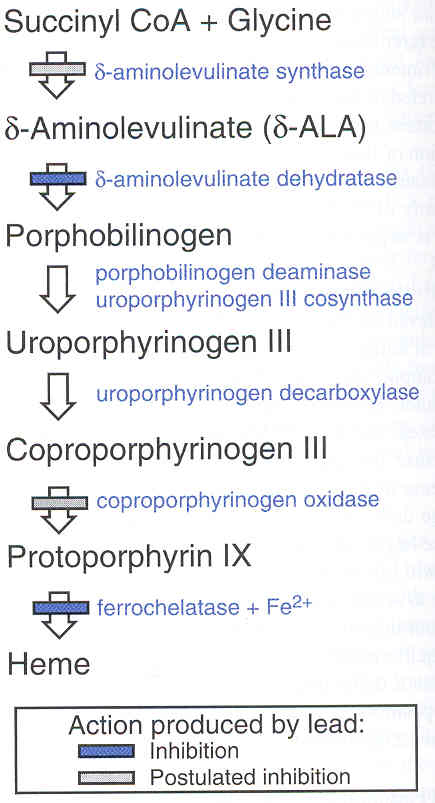 Succinyl CoA + Glycine
δ-aminolevulinate synthase
δ-Aminolevulinate (δ-ALA)
δ-aminolevulinate dehydratase
Porphobilinogen
porphobilinogen deaminase
uroporphyrinogen III cosynthase
Uroporphyrinogen III
uroporphyrinogen decarboxylase
Coproporphyrinogen III
coproporphyrinogen oxidase
Protoporphyrin IX
ferrochelatase + Fe²⁺
Heme
Action produced by lead:
Inhibition
Postulated inhibition